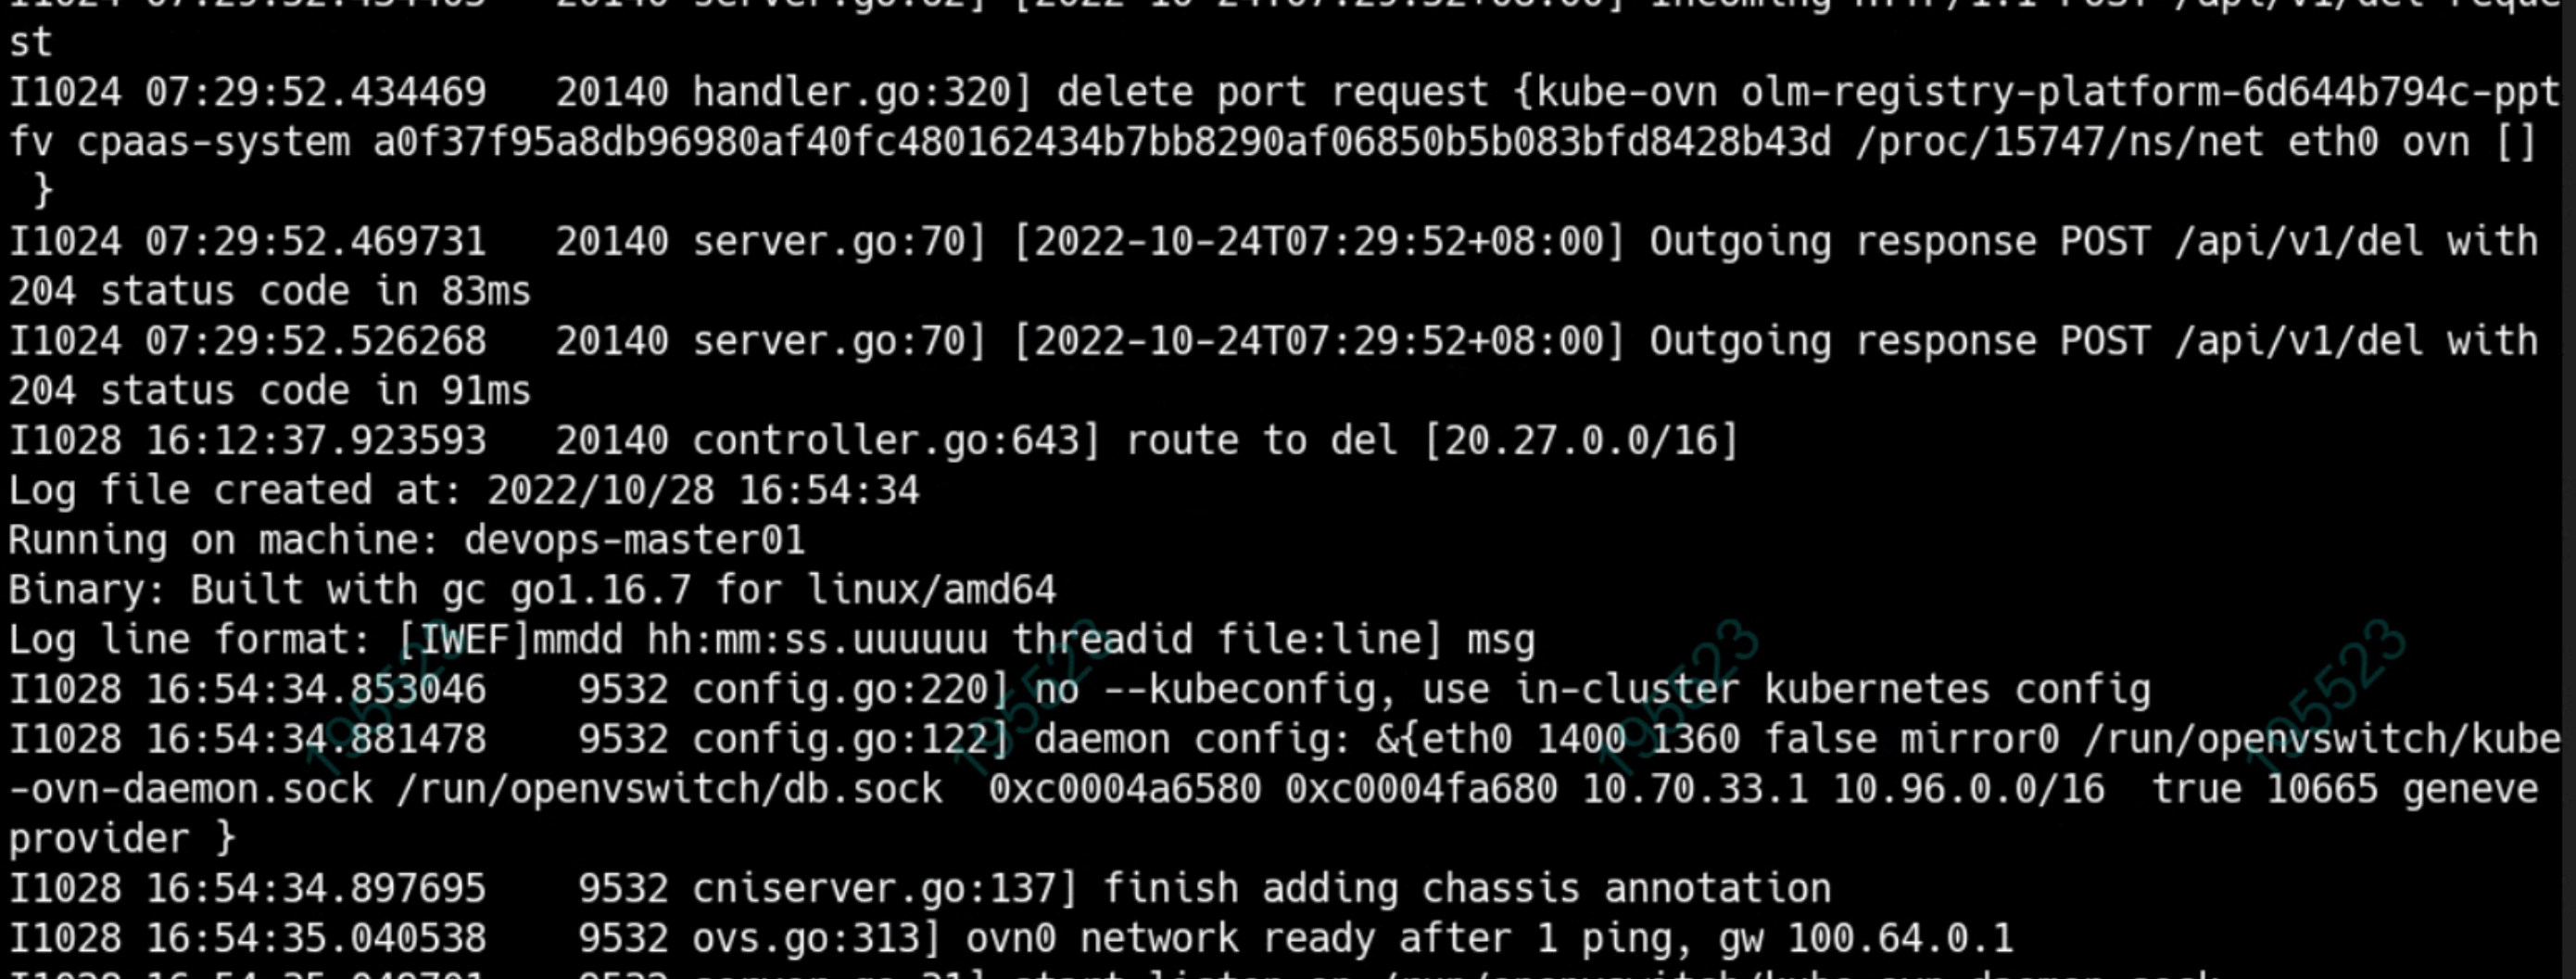 st
I1024 07:29:52.434469   20140 handler.go:320] delete port request {kube-ovn olm-registry-platform-6d644b794c-ppt
fv cpaas-system a0f37f95a8db96980af40fc480162434b7bb8290af06850b5b083bfd8428b43d /proc/15747/ns/net eth0 ovn []
 }
I1024 07:29:52.469731   20140 server.go:70] [2022-10-24T07:29:52+08:00] Outgoing response POST /api/v1/del with
204 status code in 83ms
I1024 07:29:52.526268   20140 server.go:70] [2022-10-24T07:29:52+08:00] Outgoing response POST /api/v1/del with
204 status code in 91ms
I1028 16:12:37.923593   20140 controller.go:643] route to del [20.27.0.0/16]
Log file created at: 2022/10/28 16:54:34
Running on machine: devops-master01
Binary: Built with gc go1.16.7 for linux/amd64
Log line format: [IWEF]mmdd hh:mm:ss.uuuuuu threadid file:line] msg
I1028 16:54:34.853046    9532 config.go:220] no --kubeconfig, use in-cluster kubernetes config
I1028 16:54:34.881478    9532 config.go:122] daemon config: &{eth0 1400 1360 false mirror0 /run/openvswitch/kube
-ovn-daemon.sock /run/openvswitch/db.sock  0xc0004a6580 0xc0004fa680 10.70.33.1 10.96.0.0/16  true 10665 geneve
provider }
I1028 16:54:34.897695    9532 cniserver.go:137] finish adding chassis annotation
I1028 16:54:35.040538    9532 ovs.go:313] ovn0 network ready after 1 ping, gw 100.64.0.1
195523
195523
195523
195523